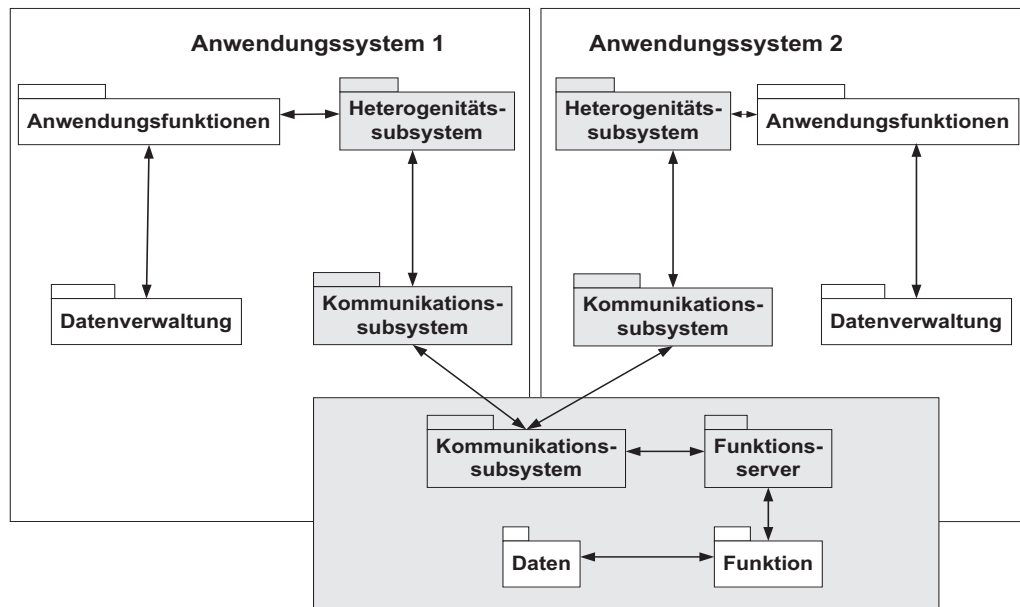 Anwendungssystem 1
Anwendungssystem 2
Anwendungsfunktionen
Heterogenitäts-
subsystem
Heterogenitäts-
subsystem
Anwendungsfunktionen
Datenverwaltung
Kommunikations-
subsystem
Kommunikations-
subsystem
Datenverwaltung
Kommunikations-
subsystem
Funktions-
server
Daten
Funktion